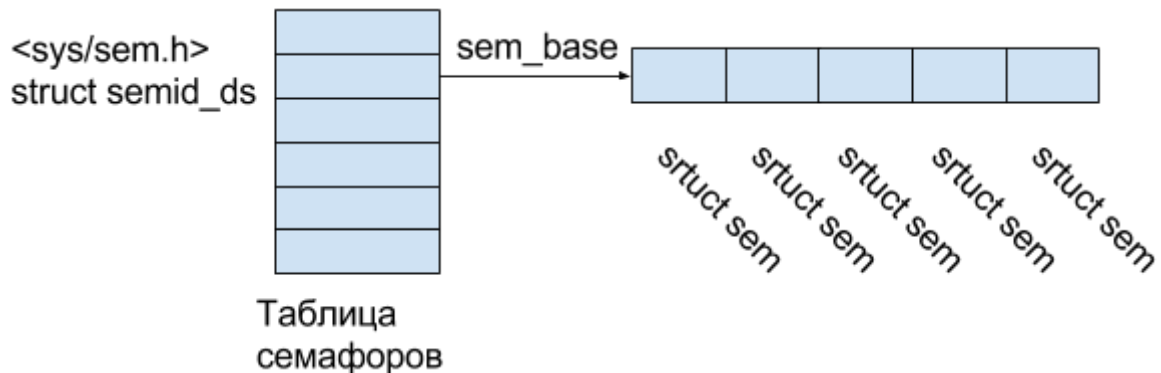 <sys/sem.h>
struct semid_ds
sem_base
srtuct sem
srtuct sem
srtuct sem
srtuct sem
srtuct sem
Таблица
семафоров